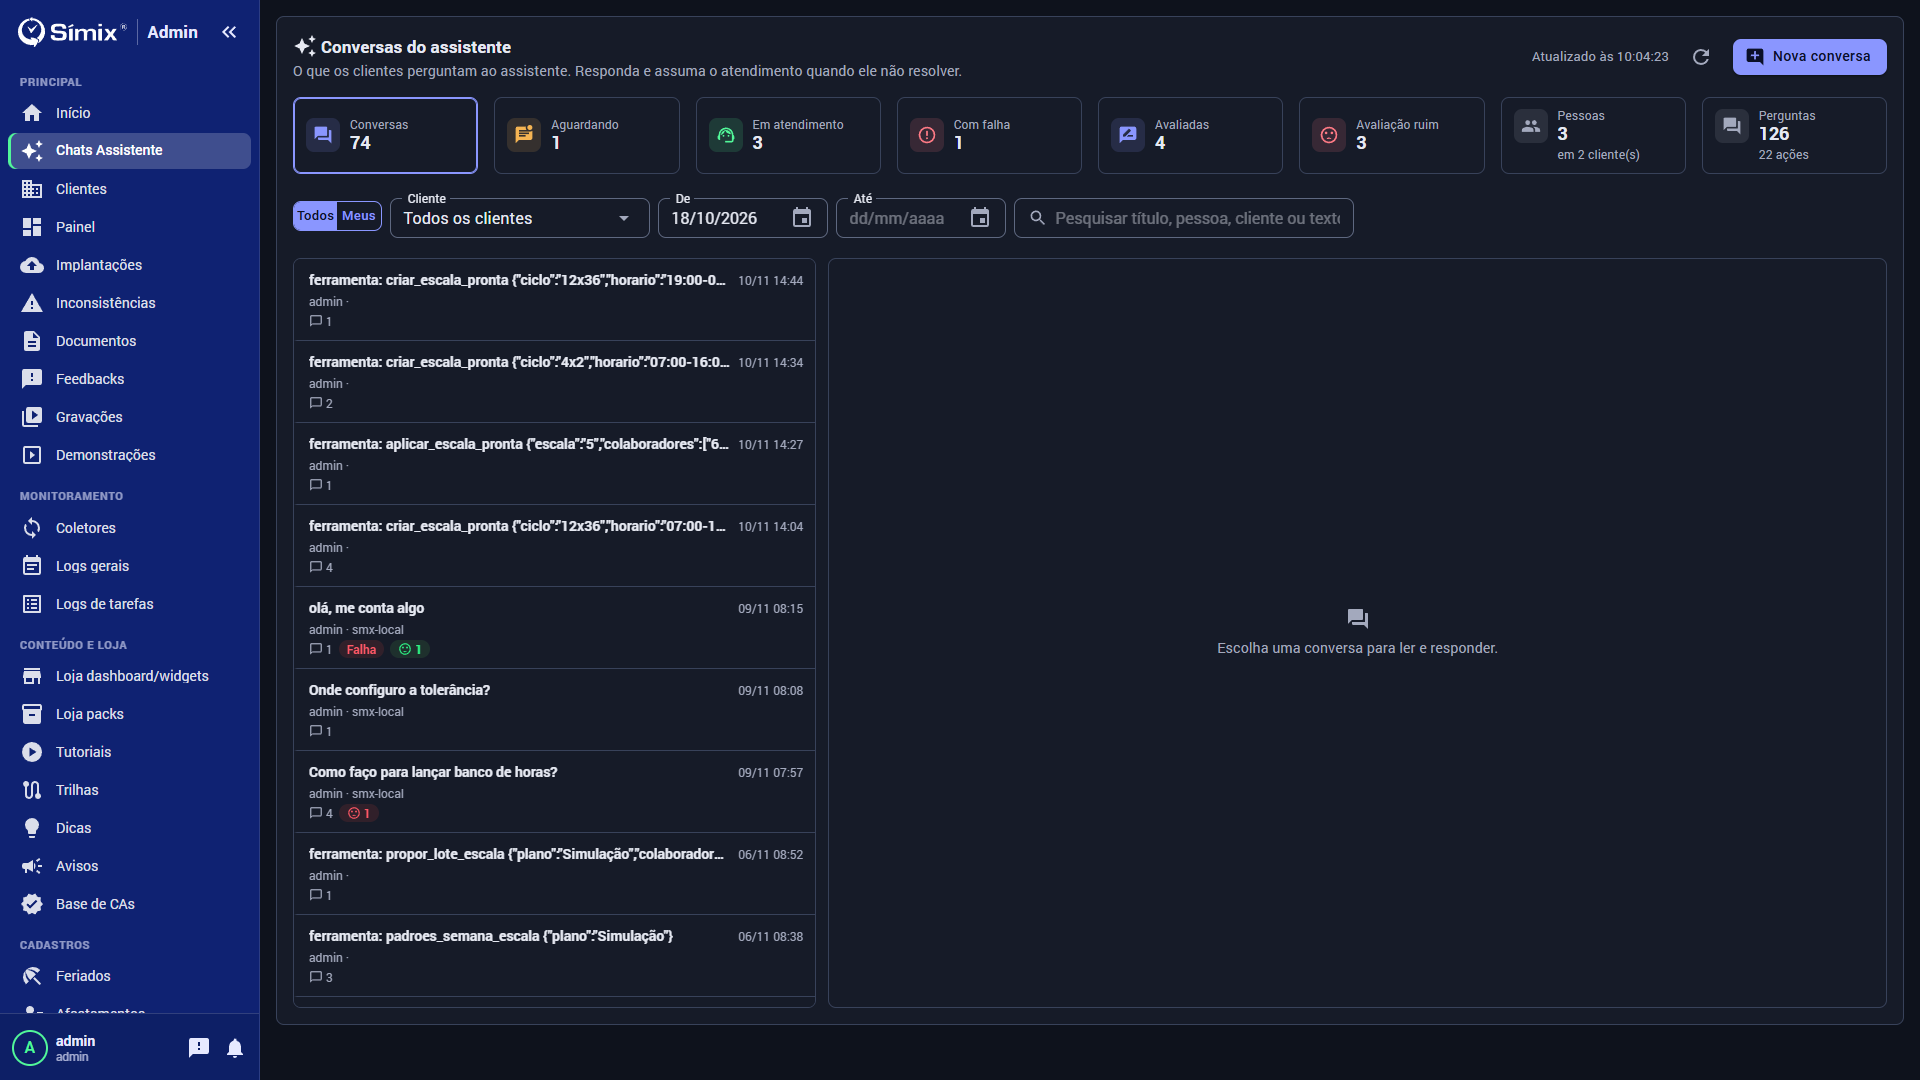 Símix®
Admin
PRINCIPAL
Início
Chats Assistente
Clientes
Painel
Implantações
Inconsistências
Documentos
Feedbacks
Gravações
Demonstrações
MONITORAMENTO
Coletores
Logs gerais
Logs de tarefas
CONTEÚDO E LOJA
Loja dashboard/widgets
Loja packs
Tutoriais
Trilhas
Dicas
Avisos
Base de CAs
CADASTROS
Feriados
Afastamentos
A
admin
admin
Conversas do assistente
O que os clientes perguntam ao assistente. Responda e assuma o atendimento quando ele não resolver.
Atualizado às 10:04:23
Nova conversa
Conversas
74
Aguardando
1
Em atendimento
3
Com falha
1
Avaliadas
4
Avaliação ruim
3
Pessoas
3
em 2 cliente(s)
Perguntas
126
22 ações
Todos
Meus
Cliente
Todos os clientes
De
18/10/2026
Até
dd/mm/aaaa
Pesquisar título, pessoa, cliente ou texto
ferramenta: criar_escala_pronta {"ciclo":"12x36","horario":"19:00-0... 10/11 14:44
admin ·
1
ferramenta: criar_escala_pronta {"ciclo":"4x2","horario":"07:00-16:0... 10/11 14:34
admin ·
2
ferramenta: aplicar_escala_pronta {"escala":"5","colaboradores":["6... 10/11 14:27
admin ·
1
ferramenta: criar_escala_pronta {"ciclo":"12x36","horario":"07:00-1... 10/11 14:04
admin ·
4
olá, me conta algo 09/11 08:15
admin · smx-local
1 Falha 1
Onde configuro a tolerância? 09/11 08:08
admin · smx-local
1
Como faço para lançar banco de horas? 09/11 07:57
admin · smx-local
4 1
ferramenta: propor_lote_escala {"plano":"Simulação","colaborador... 06/11 08:52
admin ·
1
ferramenta: padroes_semana_escala {"plano":"Simulação"} 06/11 08:38
admin ·
3
Escolha uma conversa para ler e responder.